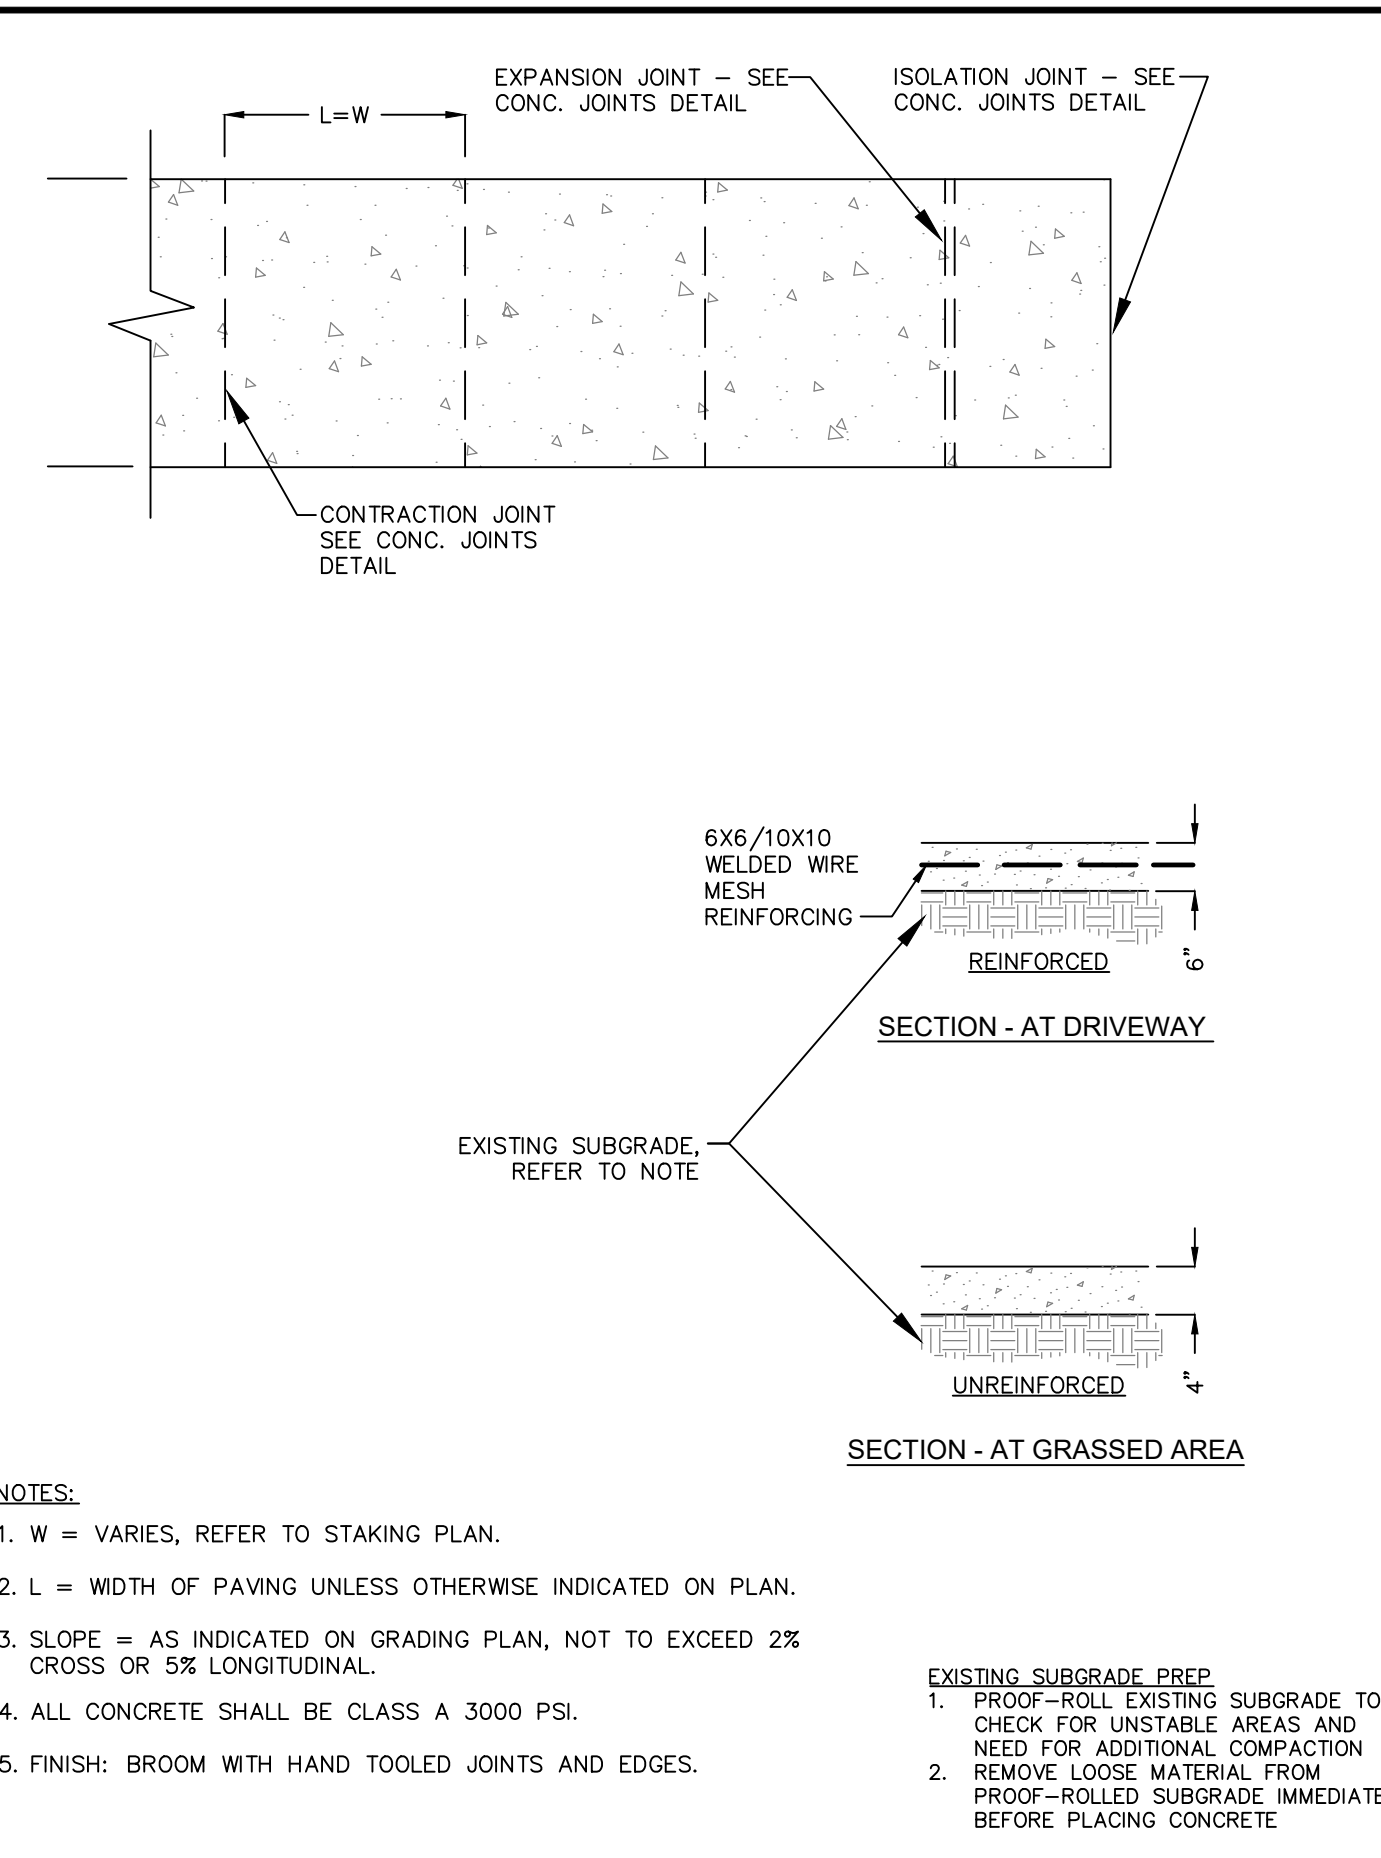 EXPANSION JOINT – SEE
CONC. JOINTS DETAIL
ISOLATION JOINT – SEE
CONC. JOINTS DETAIL
L=W
CONTRACTION JOINT
SEE CONC. JOINTS
DETAIL
6X6/10X10
WELDED WIRE
MESH
REINFORCING
REINFORCED
6"
SECTION - AT DRIVEWAY
EXISTING SUBGRADE,
REFER TO NOTE
UNREINFORCED
4"
SECTION - AT GRASSED AREA
NOTES:
1. W = VARIES, REFER TO STAKING PLAN.
2. L = WIDTH OF PAVING UNLESS OTHERWISE INDICATED ON PLAN.
3. SLOPE = AS INDICATED ON GRADING PLAN, NOT TO EXCEED 2%
CROSS OR 5% LONGITUDINAL.
4. ALL CONCRETE SHALL BE CLASS A 3000 PSI.
5. FINISH: BROOM WITH HAND TOOLED JOINTS AND EDGES.
EXISTING SUBGRADE PREP
1. PROOF–ROLL EXISTING SUBGRADE TO
CHECK FOR UNSTABLE AREAS AND
NEED FOR ADDITIONAL COMPACTION
2. REMOVE LOOSE MATERIAL FROM
PROOF–ROLLED SUBGRADE IMMEDIATE
BEFORE PLACING CONCRETE